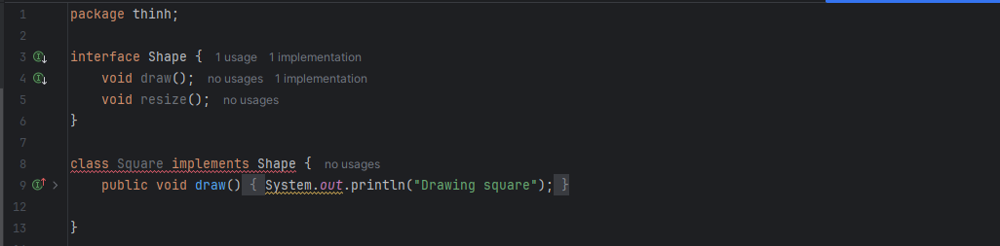 1 package thinh;
2
3 interface Shape { 1 usage 1 implementation
4 void draw(); no usages 1 implementation
5 void resize(); no usages
6 }
7
8 class Square implements Shape { no usages
9 public void draw() { System.out.println("Drawing square"); }
12
13 }